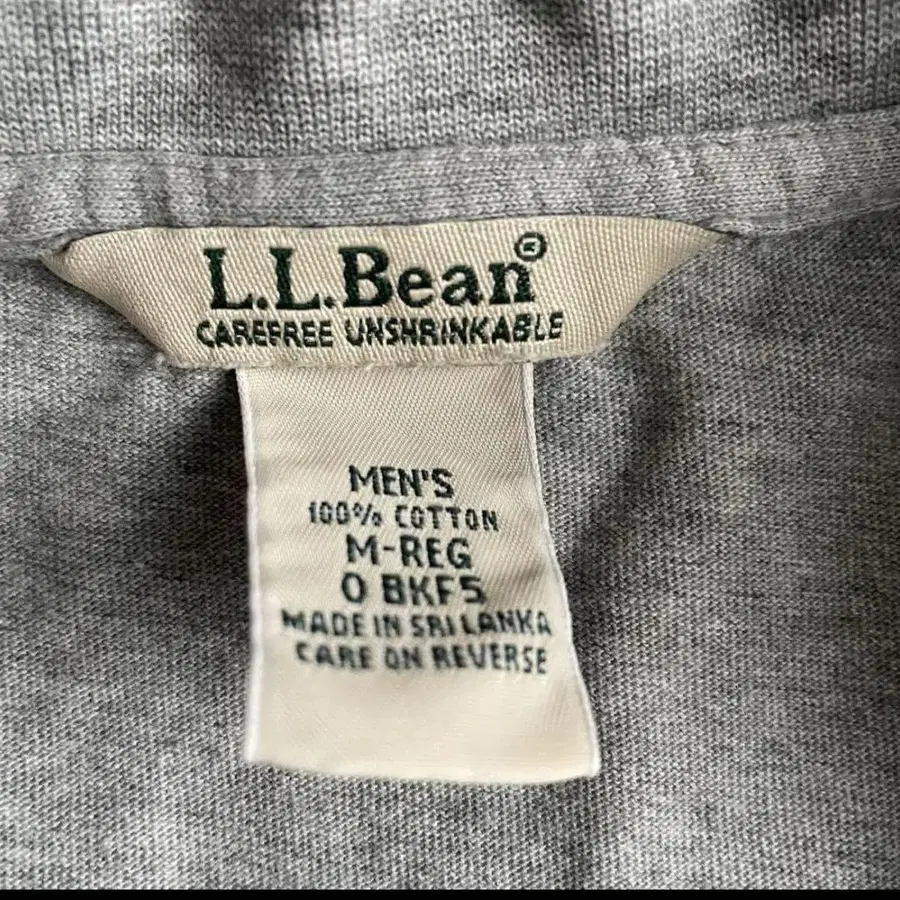 L.L.Bean®
CAREFREE UNSHRINKABLE
MEN'S
100% COTTON
M-REG
0 BKF5
MADE IN SRI LANKA
CARE ON REVERSE